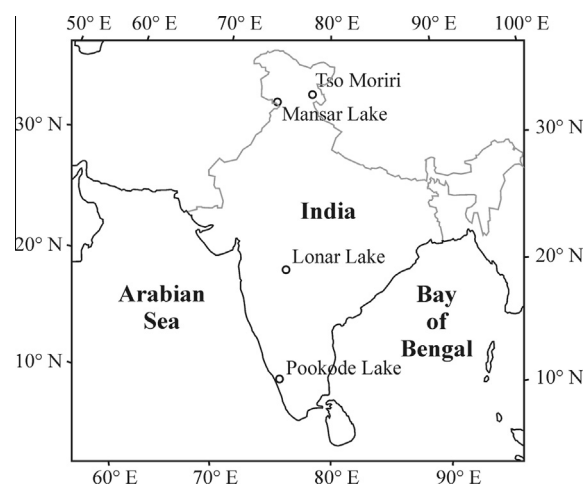 50° E 60° E 70° E 80° E 90° E 100° E
Tso Moriri
Mansar Lake
30° N 30° N
India
20° N 20° N
Lonar Lake
Arabian
Sea
Bay
of
Bengal
10° N 10° N
Pookode Lake
60° E 70° E 80° E 90° E